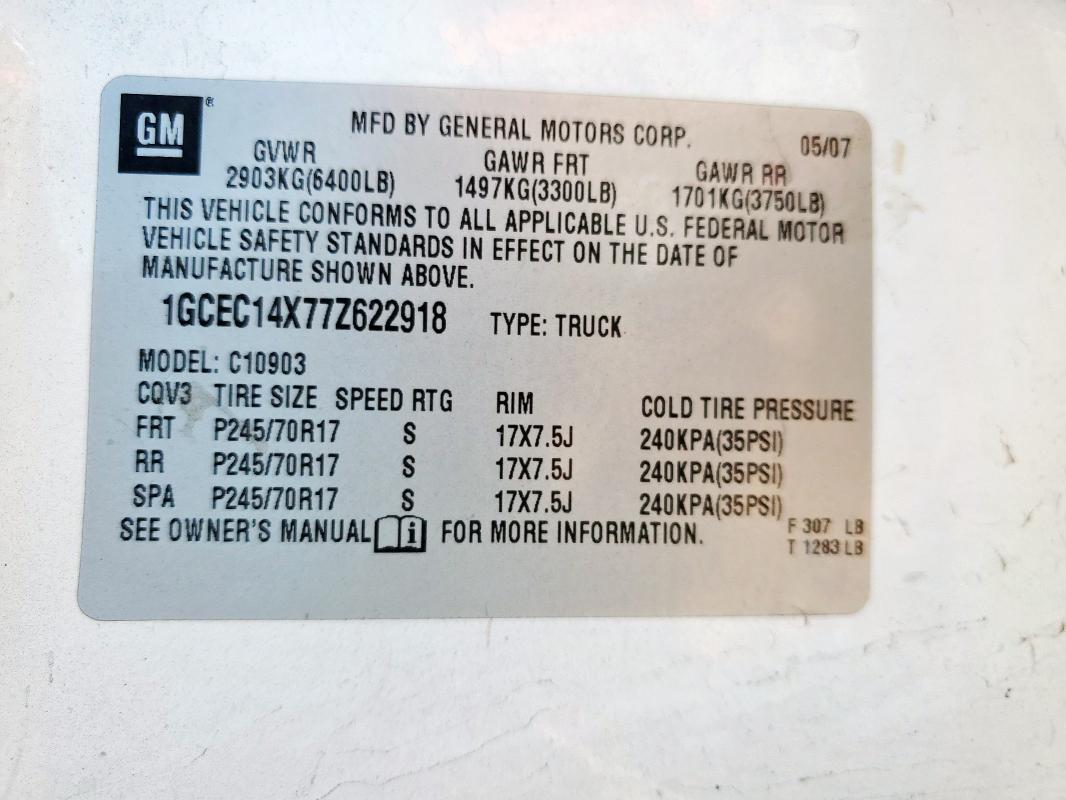 GM ®
MFD BY GENERAL MOTORS CORP. 05/07
GVWR GAWR FRT GAWR RR
2903KG(6400LB) 1497KG(3300LB) 1701KG(3750LB)
THIS VEHICLE CONFORMS TO ALL APPLICABLE U.S. FEDERAL MOTOR
VEHICLE SAFETY STANDARDS IN EFFECT ON THE DATE OF
MANUFACTURE SHOWN ABOVE.
1GCEC14X77Z622918 TYPE: TRUCK
MODEL: C10903
CQV3 TIRE SIZE SPEED RTG RIM COLD TIRE PRESSURE
FRT P245/70R17 S 17X7.5J 240KPA(35PSI)
RR P245/70R17 S 17X7.5J 240KPA(35PSI)
SPA P245/70R17 S 17X7.5J 240KPA(35PSI)
SEE OWNER'S MANUAL i FOR MORE INFORMATION.
F 307 LB
T 1283 LB